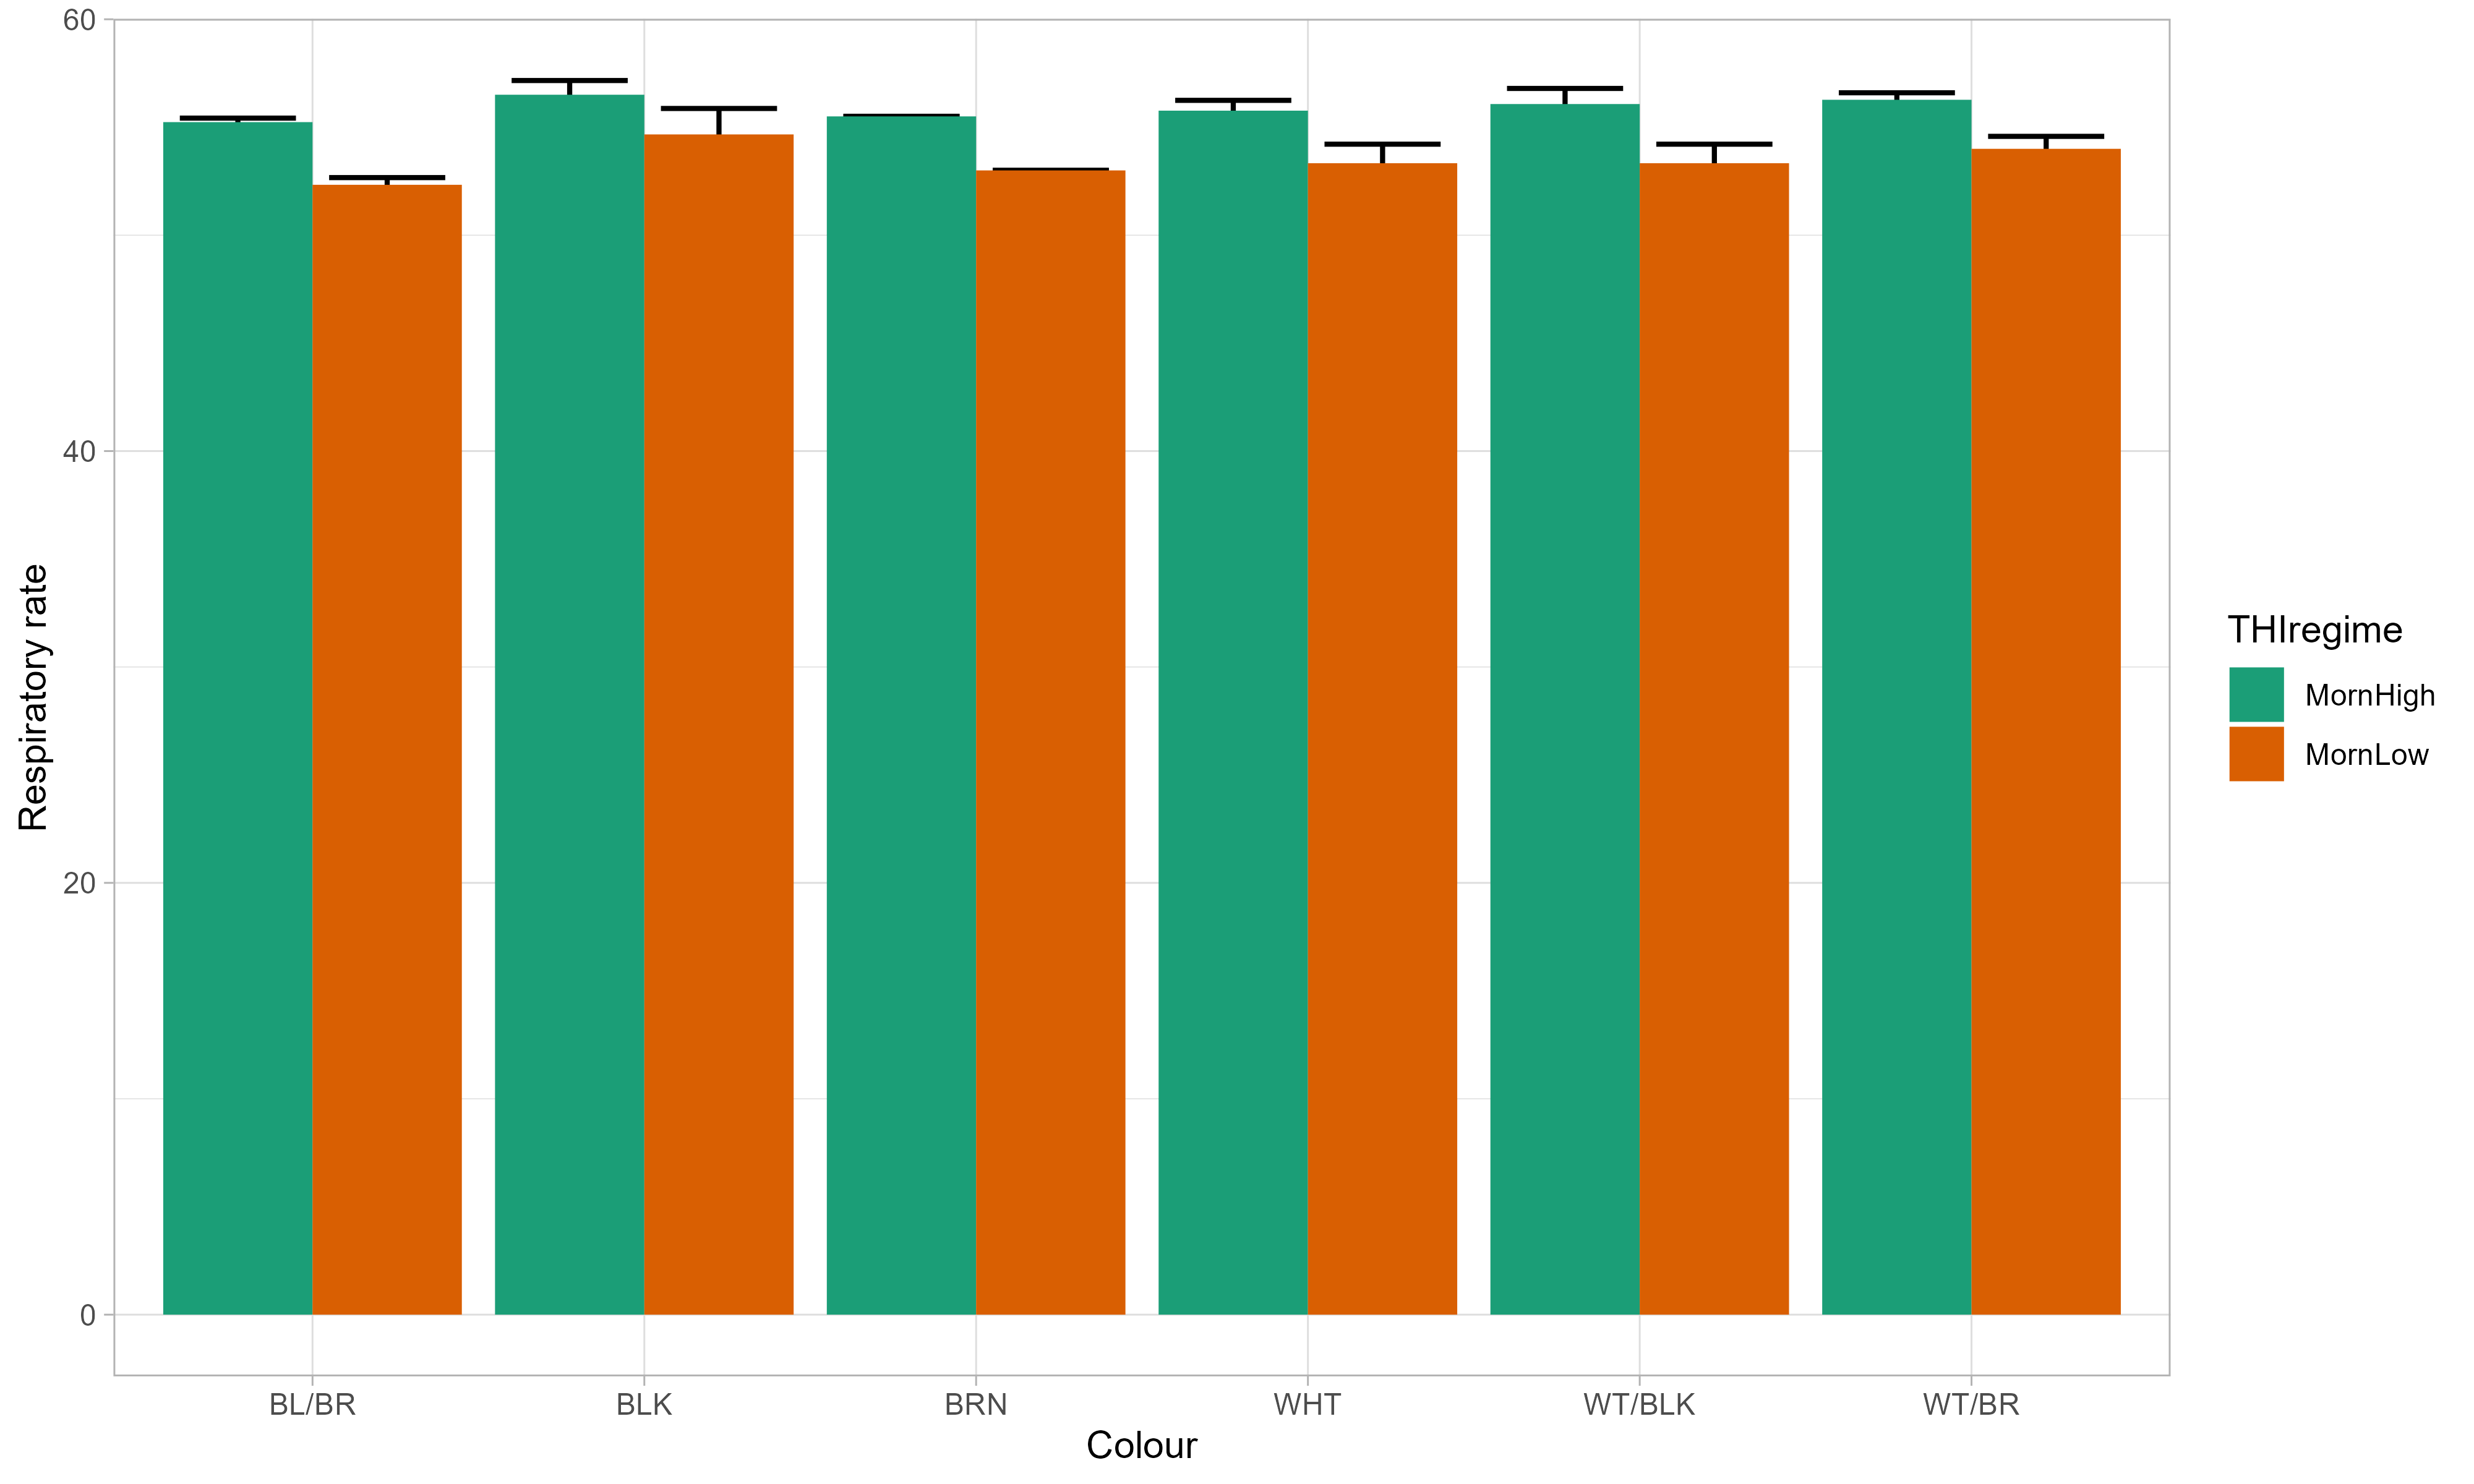 60
40
20
0
Respiratory rate
BL/BR BLK BRN WHT WT/BLK WT/BR
Colour
THIregime
MornHigh
MornLow